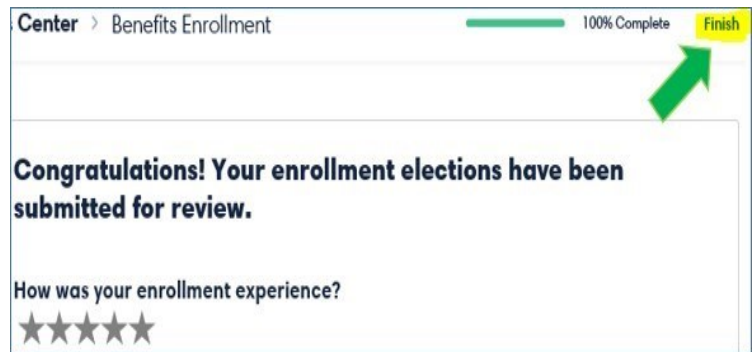 Center > Benefits Enrollment 100% Complete Finish
Congratulations! Your enrollment elections have been
submitted for review.
How was your enrollment experience?